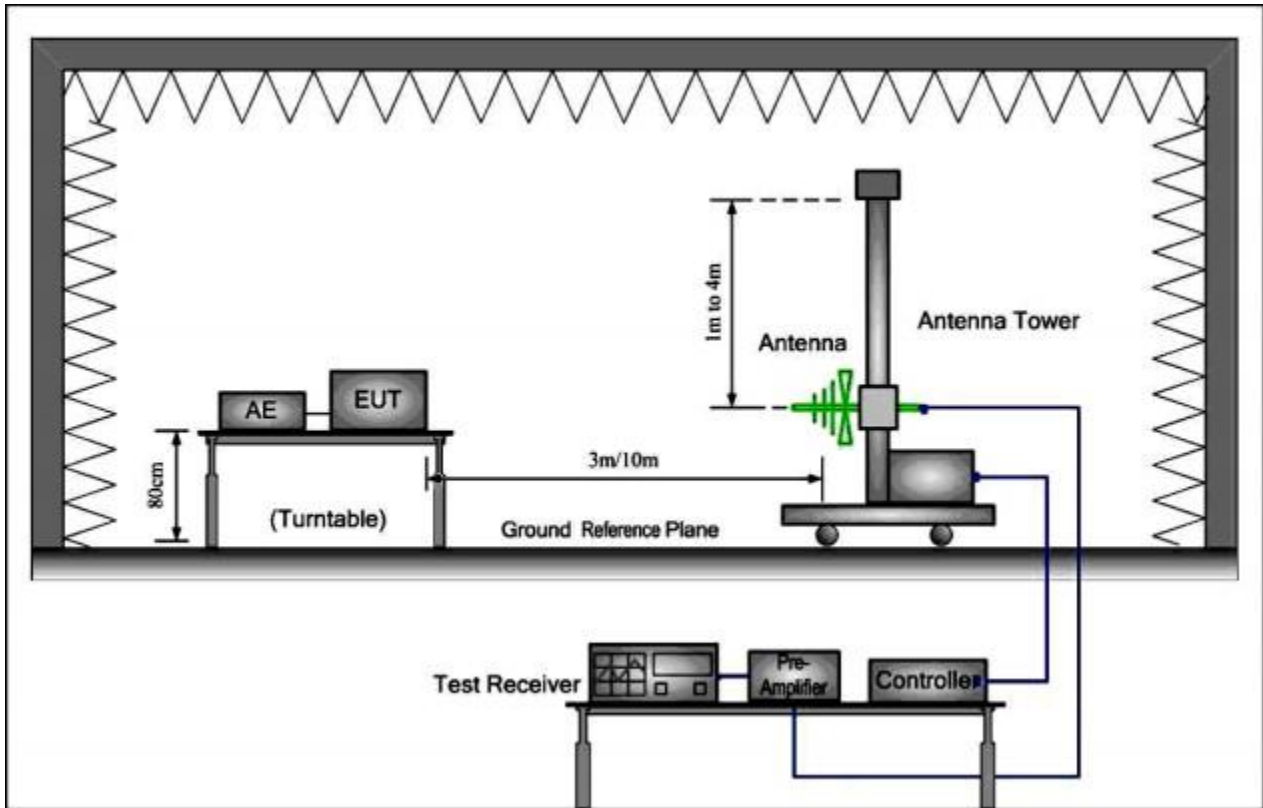 1m to 4m
Antenna
Antenna Tower
AE
EUT
80cm
3m/10m
(Turntable)
Ground Reference Plane
Test Receiver
Pre-
Amplifier
Controller